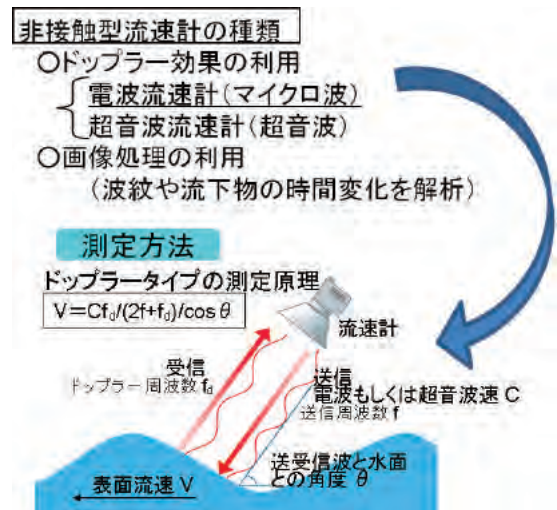 非接触型流速計の種類
○ドップラー効果の利用
電波流速計(マイクロ波)
超音波流速計(超音波)
○画像処理の利用
(波紋や流下物の時間変化を解析)
測定方法
ドップラータイプの測定原理
V=Cfd/(2f+fd)/cosθ
流速計
受信
ドップラー周波数fd
送信
電波もしくは超音波速C
送信周波数f
送受信波と水面
との角度 θ
表面流速V